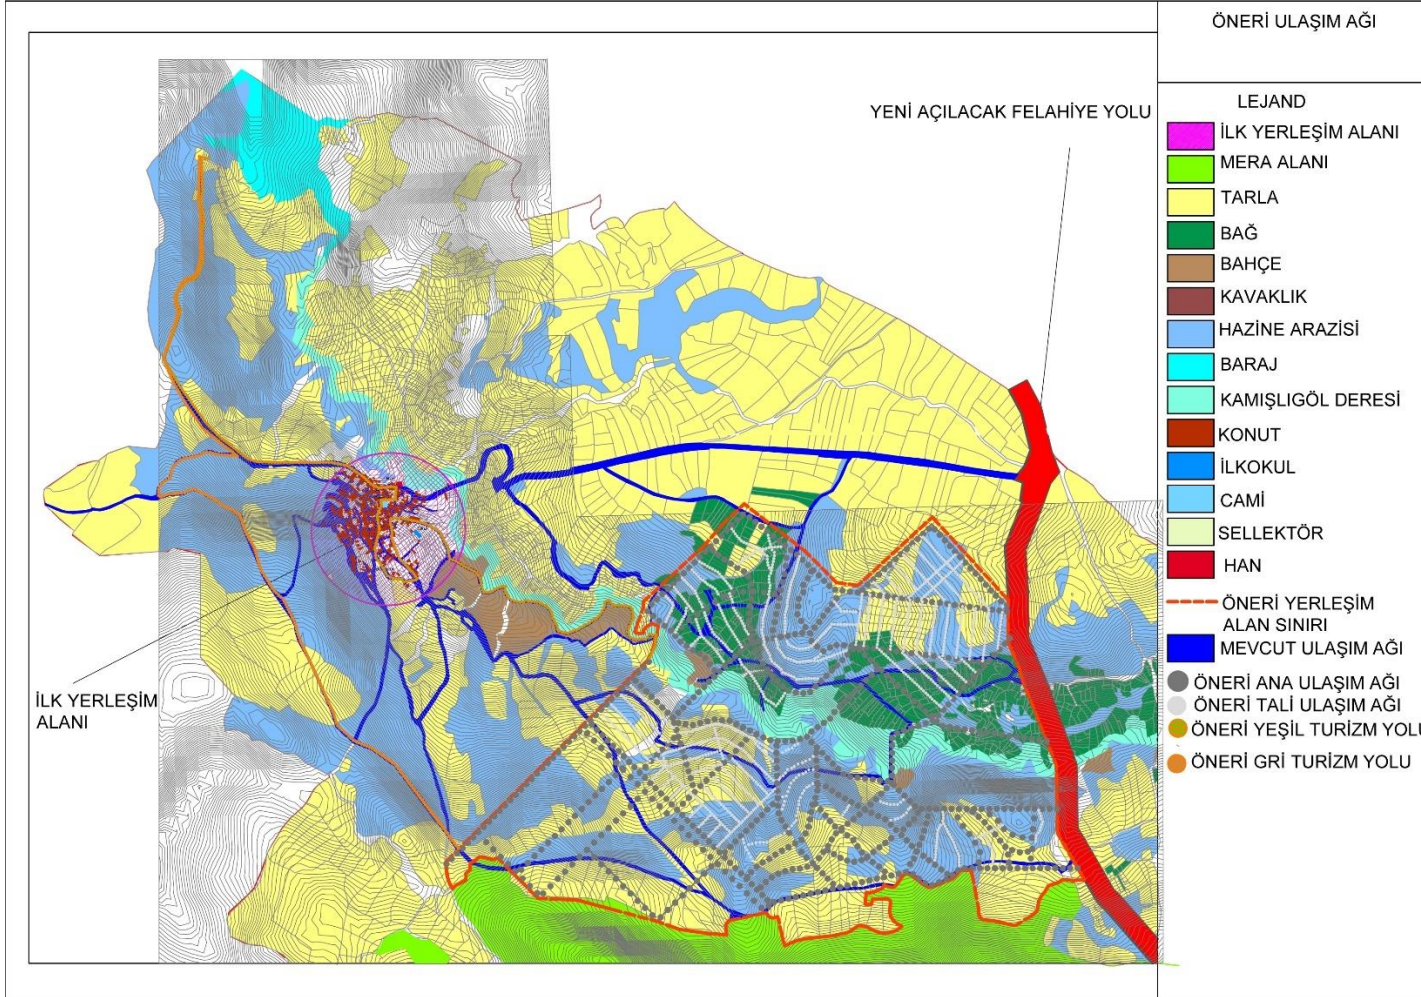 ÖNERİ ULAŞIM AĞI
YENİ AÇILACAK FELAHİYE YOLU
LEJAND
İLK YERLEŞİM ALANI
MERA ALANI
TARLA
BAĞ
BAHÇE
KAVAKLIK
HAZİNE ARAZİSİ
BARAJ
KAMIŞLIGÖL DERESİ
KONUT
İLKOKUL
CAMİ
SELLEKTÖR
HAN
ÖNERİ YERLEŞİM
ALAN SINIRI
MEVCUT ULAŞIM AĞI
ÖNERİ ANA ULAŞIM AĞI
ÖNERİ TALİ ULAŞIM AĞI
ÖNERİ YEŞİL TURİZM YOLU
ÖNERİ GRİ TURİZM YOLU
İLK YERLEŞİM
ALANI